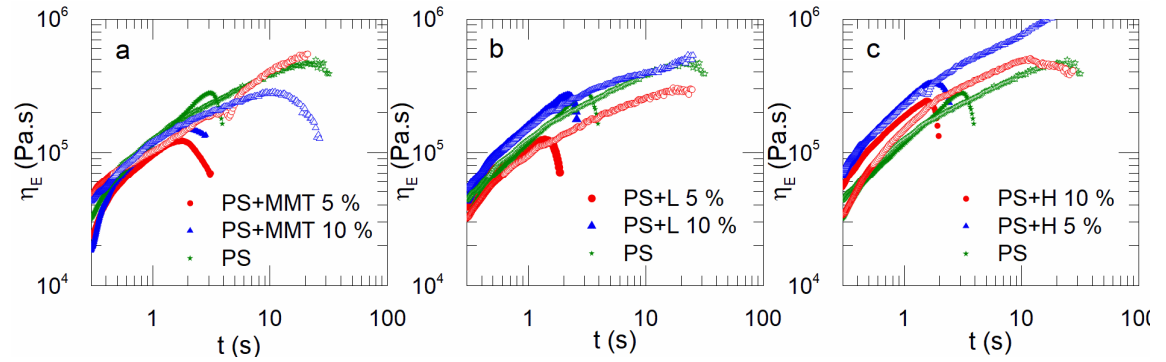 a
10⁶
10⁵
10⁴
η_E (Pa.s)
PS+MMT 5 %
PS+MMT 10 %
PS
1
10
100
t (s)
b
10⁶
10⁵
10⁴
η_E (Pa.s)
PS+L 5 %
PS+L 10 %
PS
1
10
100
t (s)
c
10⁶
10⁵
10⁴
η_E (Pa.s)
PS+H 10 %
PS+H 5 %
PS
1
10
100
t (s)